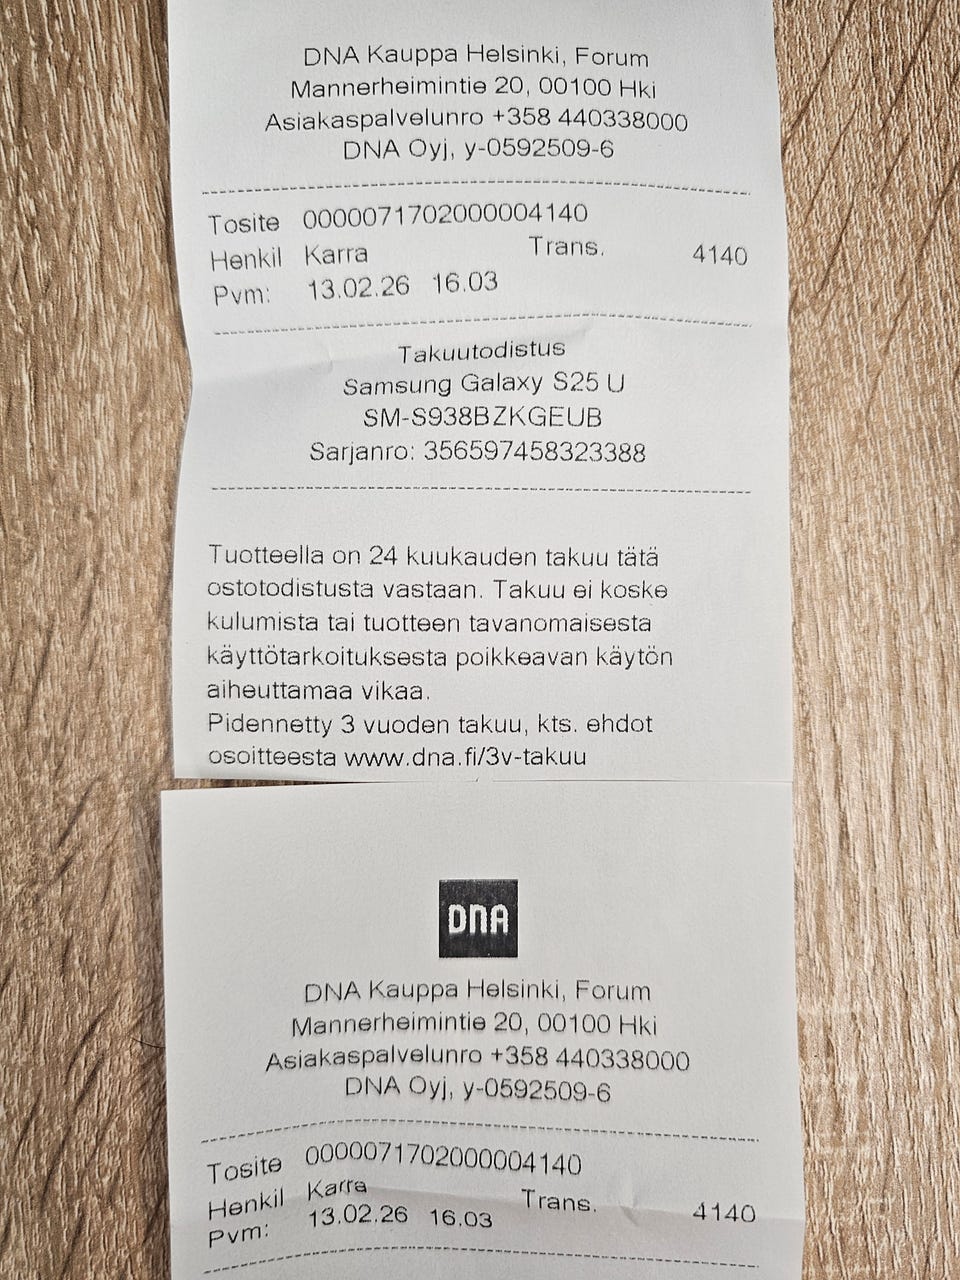 DNA Kauppa Helsinki, Forum
Mannerheimintie 20, 00100 Hki
Asiakaspalvelunro +358 440338000
DNA Oyj, y-0592509-6
Tosite 0000071702000004140
Henkil Karra Trans. 4140
Pvm: 13.02.26 16.03
Takuutodistus
Samsung Galaxy S25 U
SM-S938BZKGEUB
Sarjanro: 356597458323388
Tuotteella on 24 kuukauden takuu tätä
ostotodistusta vastaan. Takuu ei koske
kulumista tai tuotteen tavanomaisesta
käyttötarkoituksesta poikkeavan käytön
aiheuttamaa vikaa.
Pidennetty 3 vuoden takuu, kts. ehdot
osoitteesta www.dna.fi/3v-takuu
DNA
DNA Kauppa Helsinki, Forum
Mannerheimintie 20, 00100 Hki
Asiakaspalvelunro +358 440338000
DNA Oyj, y-0592509-6
Tosite 0000071702000004140
Henkil Karra Trans. 4140
Pvm: 13.02.26 16.03